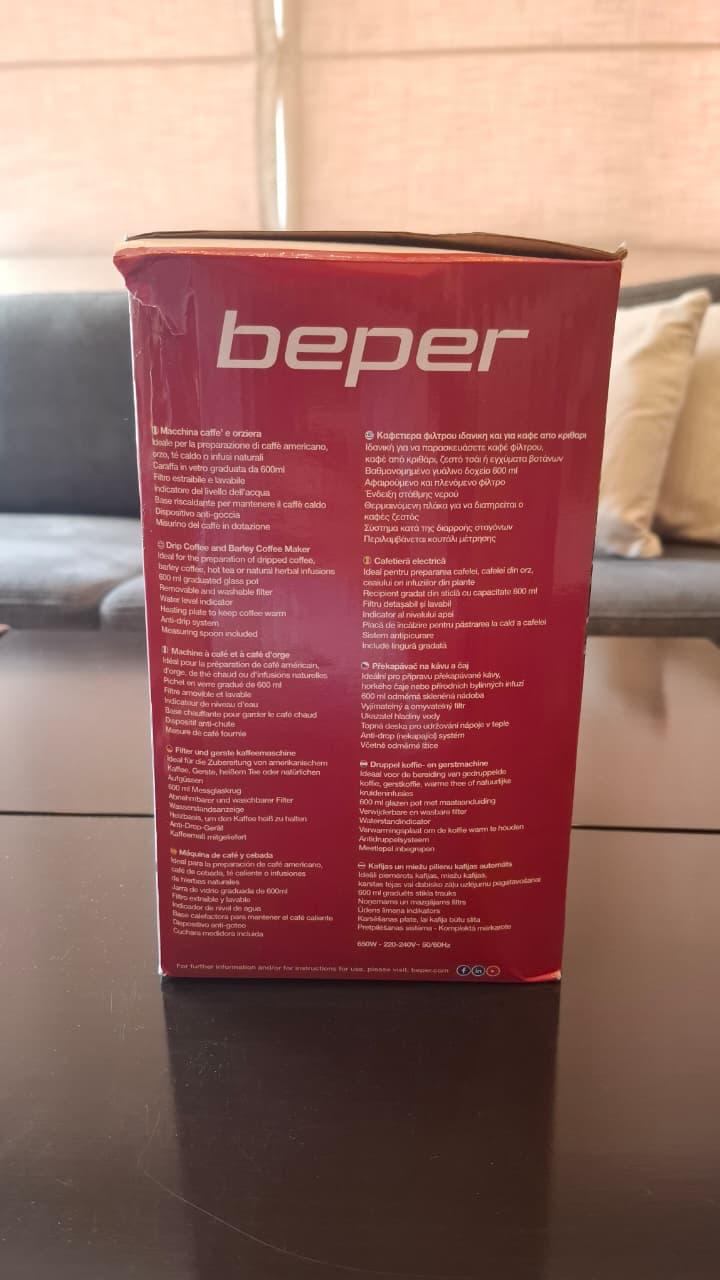 beper
Macchina caffe' e orziera
Ideale per la preparazione di caffè americano,
orzo, té caldo o infusi naturali
Caraffa in vetro graduata da 600ml
Filtro estraibile e lavabile
Indicatore del livello dell'acqua
Base riscaldante per mantenere il caffè caldo
Dispositivo anti-goccia
Misurino del caffè in dotazione
Drip Coffee and Barley Coffee Maker
Ideal for the preparation of dripped coffee,
barley coffee, hot tea or natural herbal infusions
600 ml graduated glass pot
Removable and washable filter
Water level indicator
Heating plate to keep coffee warm
Anti-drip system
Measuring spoon included
Machine à café et à café d'orge
Idéal pour la préparation de café américain,
d'orge, de thé chaud ou d'infusions naturelles
Pichet en verre gradué de 600 ml
Filtre amovible et lavable
Indicateur de niveau d'eau
Base chauffante pour garder le café chaud
Dispositif anti-chute
Mesure de café fournie
Filter und gerste kaffeemaschine
Ideal für die Zubereitung von amerikanischem
Kaffee, Gerste, heißem Tee oder natürlichen
Aufgüssen
600 ml Messglaskrug
Abnehmbarer und waschbarer Filter
Wasserstandsanzeige
Heizbasis, um den Kaffee heiß zu halten
Anti-Drop-Gerät
Kaffeemaß mitgeliefert
Máquina de café y cebada
Ideal para la preparación de café americano,
café de cebada, té caliente o infusiones
de hierbas naturales
Jarra de vidrio graduada de 600ml
Filtro extraíble y lavable
Indicador de nivel de agua
Base calefactora para mantener el café caliente
Dispositivo anti-goteo
Cuchara medidora incluida
Καφετιερα φιλτρου ιδανικη και για καφε απο κριθαρι
Ιδανική για να παρασκευάσετε καφέ φίλτρου,
καφέ από κριθάρι, ζεστό τσάι ή εγχύματα βοτάνων
Βαθμονομημένο γυάλινο δοχείο 600 ml
Αφαιρούμενο και πλενόμενο φίλτρο
Ένδειξη στάθμης νερού
Θερμαινόμενη πλάκα για να διατηρείται ο
καφές ζεστός
Σύστημα κατά της διαρροής σταγόνων
Περιλαμβάνεται κουτάλι μέτρησης
Cafetieră electrică
Ideal pentru prepararea cafelei, cafelei din orz,
ceaiului ori infuziilor din plante
Recipient gradat din sticlă cu capacitate 600 ml
Filtru detașabil și lavabil
Indicator al nivelului apei
Placă de încălzire pentru păstrarea la cald a cafelei
Sistem antipicurare
Include lingură gradată
Překapávač na kávu a čaj
Ideální pro přípravu překapávané kávy,
horkého čaje nebo přírodních bylinných infuzí
600 ml odměrná skleněná nádoba
Vyjímatelný a omyvatelný filtr
Ukazatel hladiny vody
Topná deska pro udržování nápoje v teple
Anti-drop (nekapající) systém
Včetně odměrné lžíce
Druppel koffie- en gerstmachine
Ideaal voor de bereiding van gedruppelde
koffie, gerstkoffie, warme thee of natuurlijke
kruideninfusies
600 ml glazen pot met maataanduiding
Verwijderbare en wasbare filter
Waterstandindicator
Verwarmingsplaat om de koffie warm te houden
Antidruppelsysteem
Meetlepel inbegrepen
Kafijas un miežu pilienu kafijas automāts
Ideāli piemērots kafijas, miežu kafijas,
karstas tējas vai dabisko zāļu uzlējumu pagatavošanai
600 ml graduēts stikla trauks
Noņemams un mazgājams filtrs
Ūdens līmeņa indikators
Karsēšanas plate, lai kafija būtu silta
Pretpilēšanas sistēma - Komplektā mērkarote
650W - 220-240V~ 50/60Hz
For further information and/or for instructions for use, please visit: beper.com